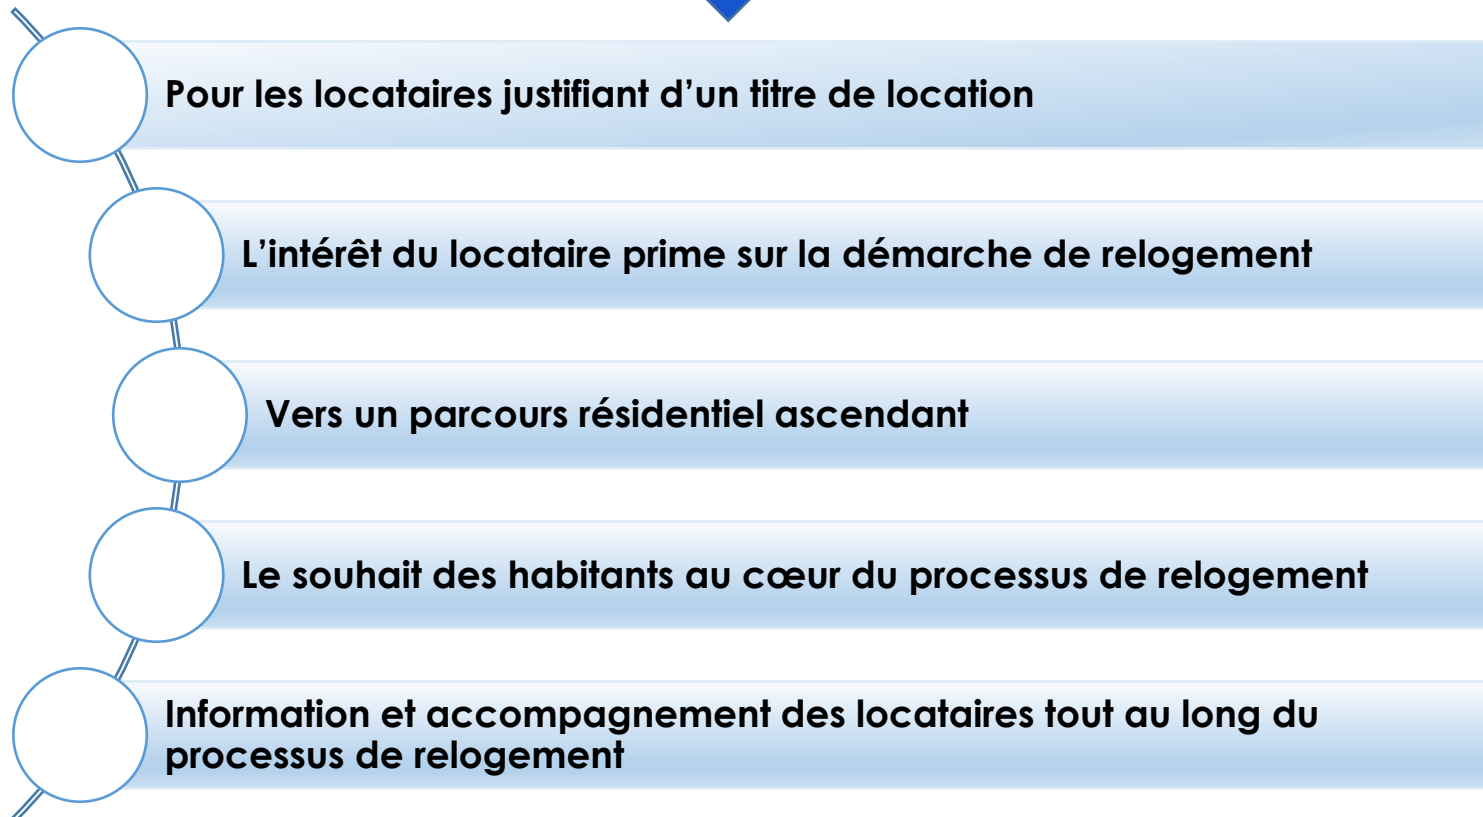 Pour les locataires justifiant d’un titre de location
L’intérêt du locataire prime sur la démarche de relogement
Vers un parcours résidentiel ascendant
Le souhait des habitants au cœur du processus de relogement
Information et accompagnement des locataires tout au long du
processus de relogement